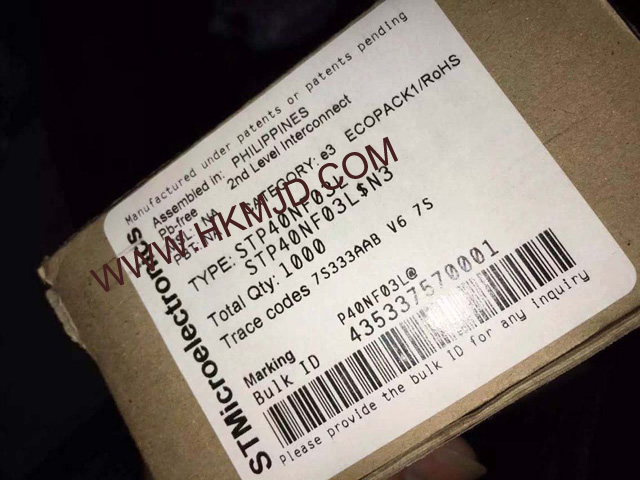 Manufactured under patents or patents pending
Assembled in: PHILIPPINES
Pb-free 2nd Level Interconnect
MSL: NA CATEGORY: e3 ECOPACK1/RoHS
TYPE: STP40NF03L
STP40NF03L$N3
Total Qty: 1000
Trace codes 7S333AAB V6 7S
Marking P40NF03L@
Bulk ID 435337570001
Please provide the bulk ID for any inquiry
STMicroelectronics
WWW.HKMJD.COM